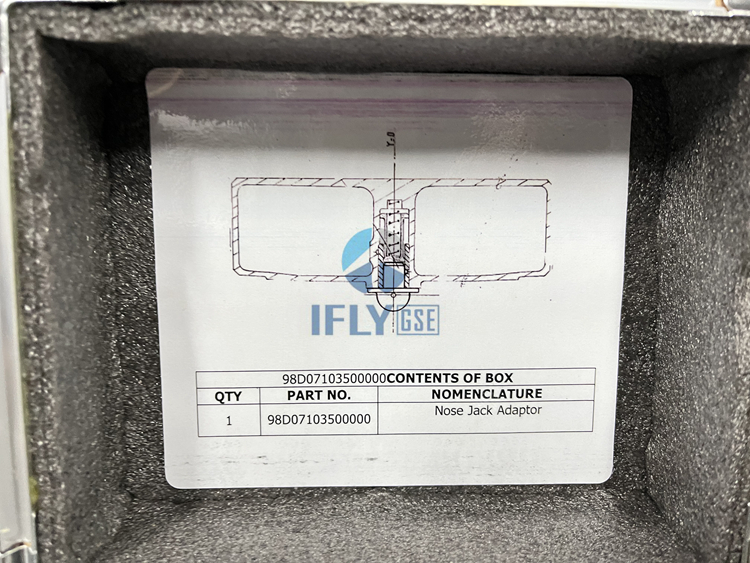 Y=0
IFLY GSE
98D07103500000CONTENTS OF BOX
QTY PART NO. NOMENCLATURE
1 98D07103500000 Nose Jack Adaptor